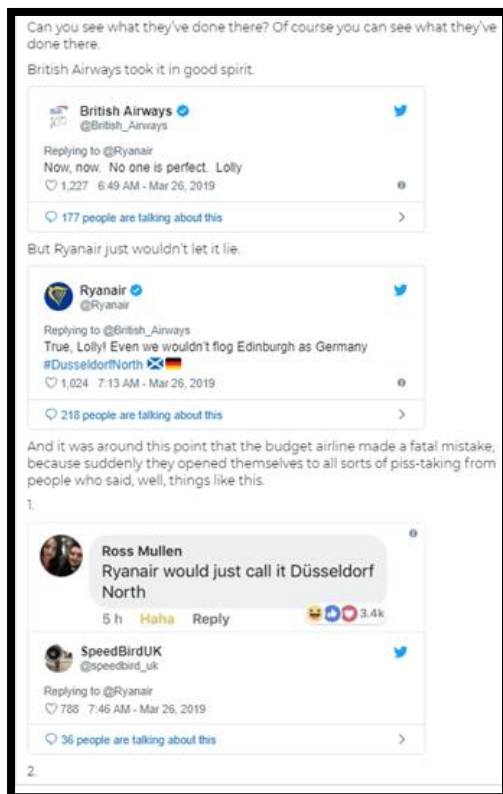 Can you see what they've done there? Of course you can see what they've
done there.
British Airways took it in good spirit.
British Airways
@British_Airways
Replying to @Ryanair
Now, now. No one is perfect. Lolly
1,227 6:49 AM - Mar 26, 2019
177 people are talking about this
But Ryanair just wouldn't let it lie.
Ryanair
@Ryanair
Replying to @British_Airways
True, Lolly! Even we wouldn't flog Edinburgh as Germany
#DusseldorfNorth
1,024 7:13 AM - Mar 26, 2019
218 people are talking about this
And it was around this point that the budget airline made a fatal mistake,
because suddenly they opened themselves to all sorts of piss-taking from
people who said, well, things like this.
1.
Ross Mullen
Ryanair would just call it Düsseldorf
North
5 h Haha Reply 3.4k
SpeedBirdUK
@speedbird_uk
Replying to @Ryanair
788 7:46 AM - Mar 26, 2019
36 people are talking about this
2.